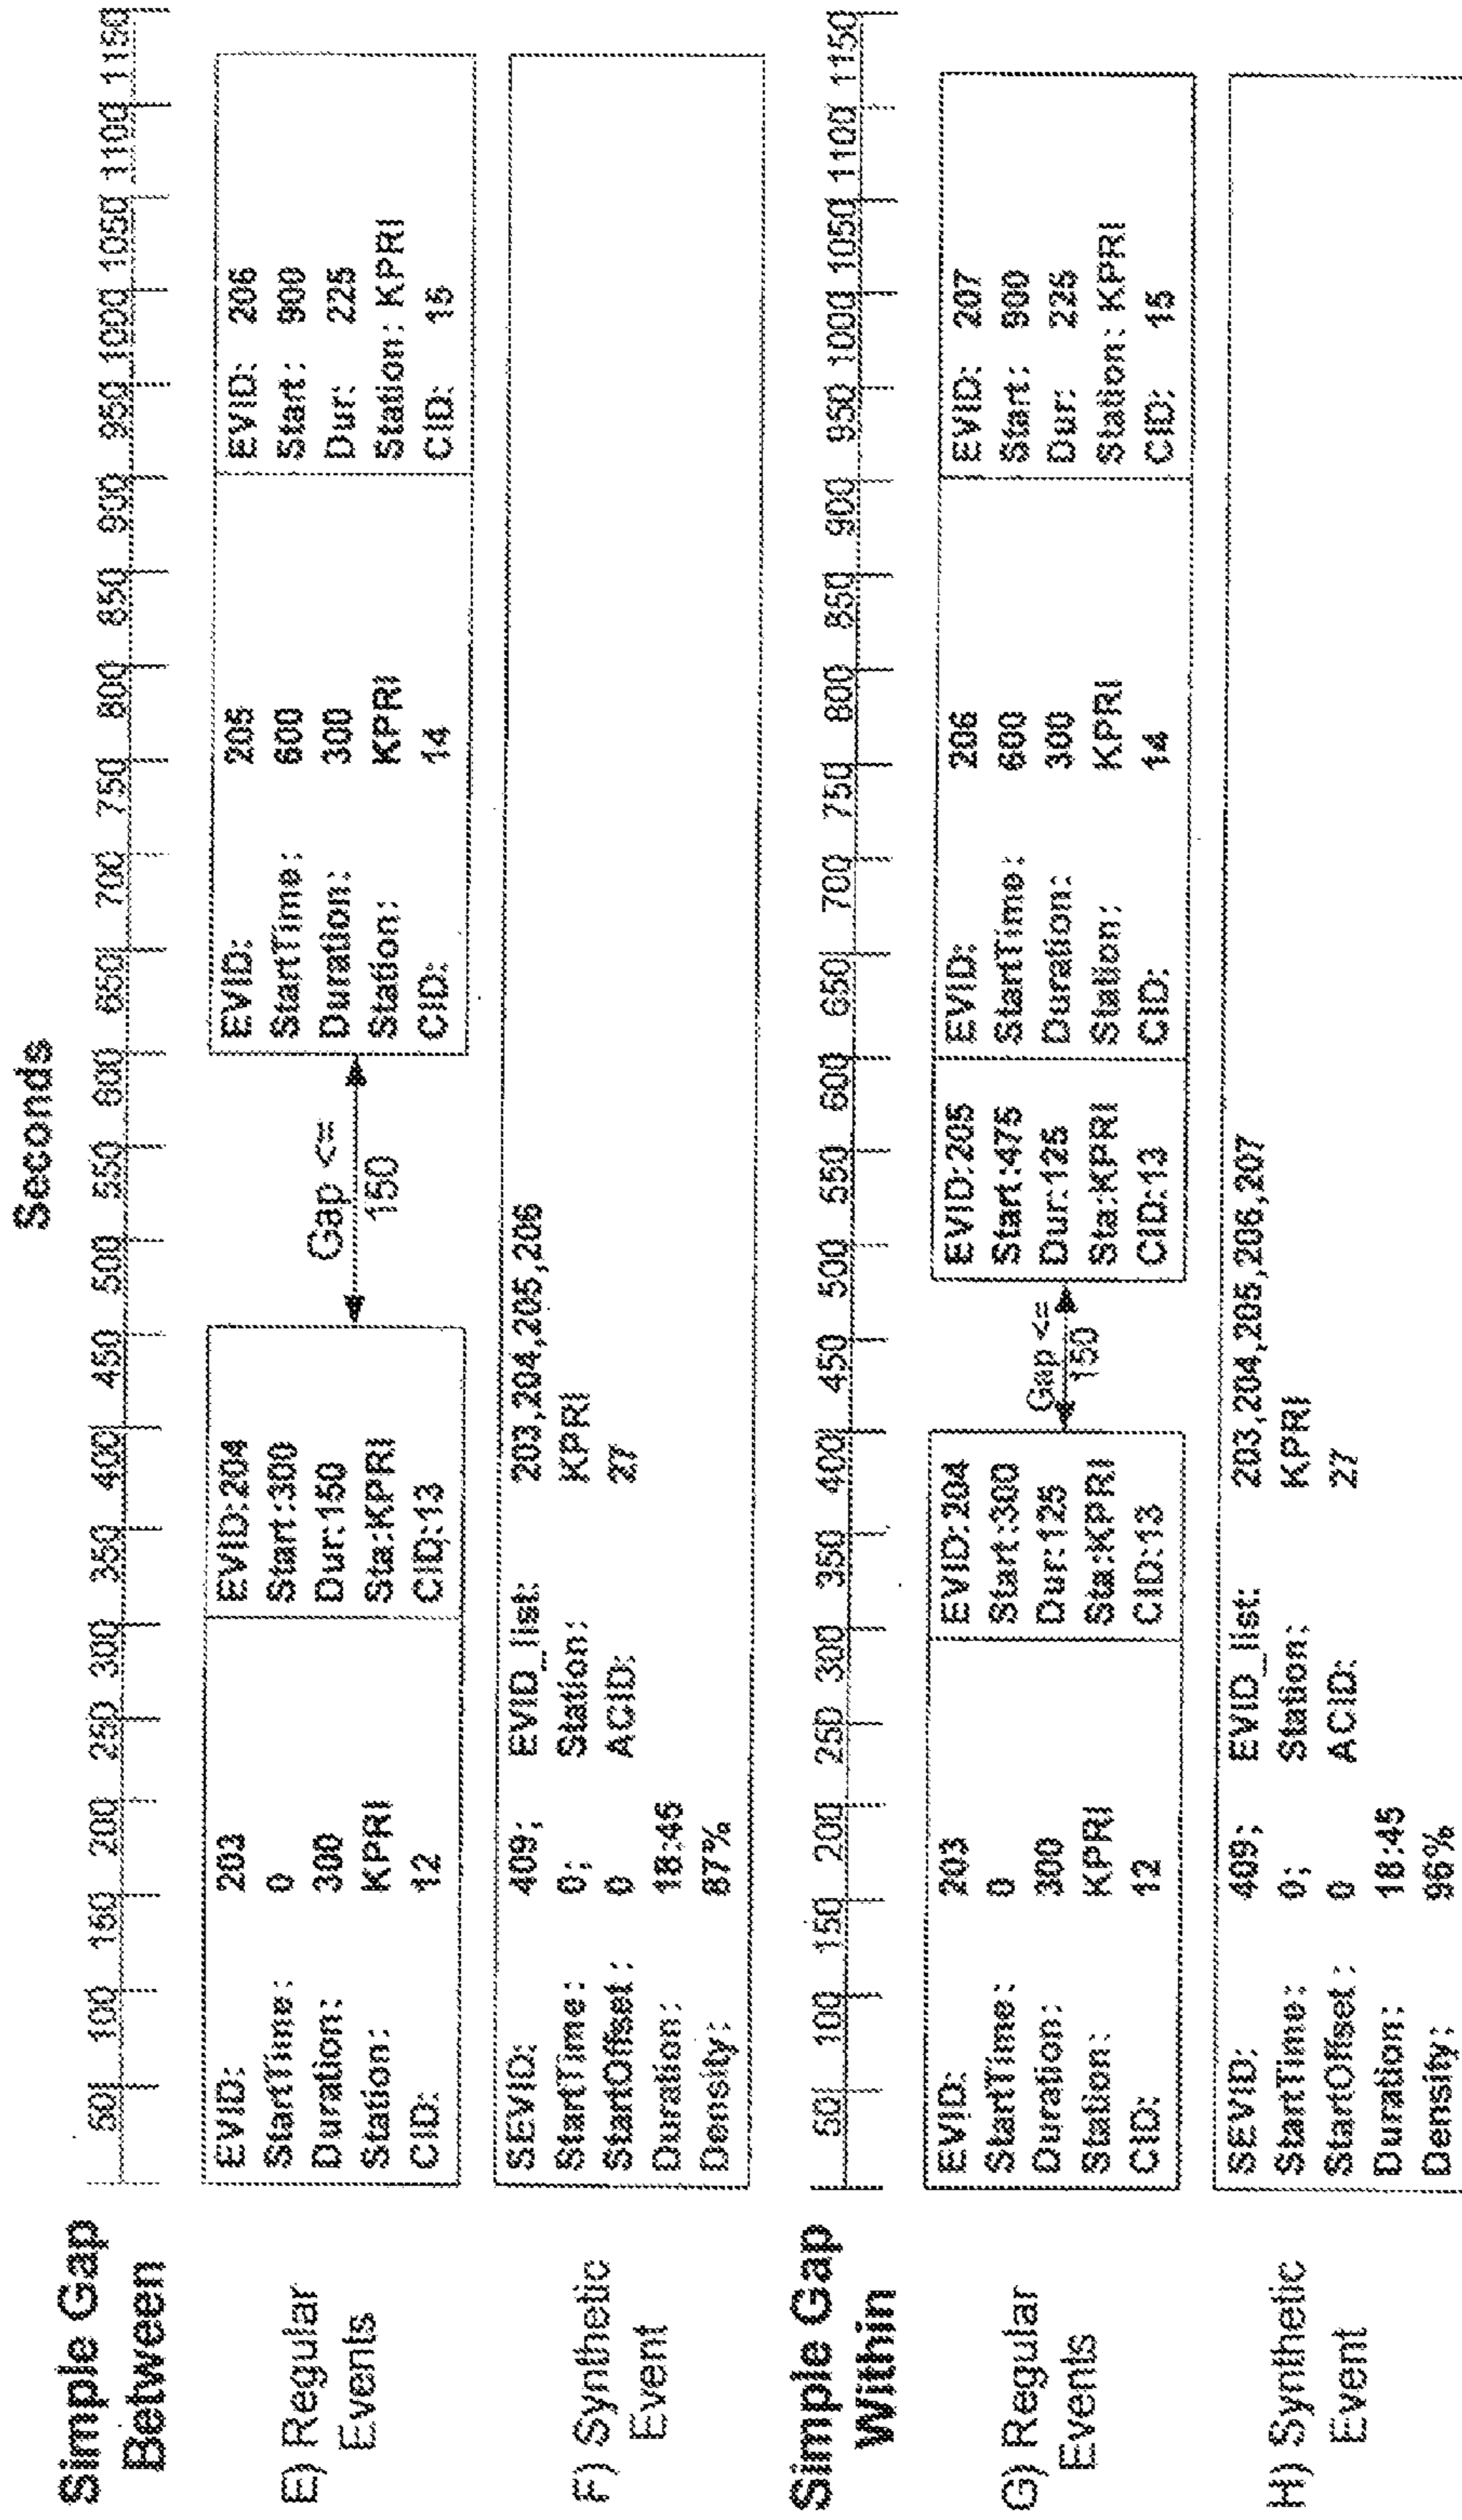 Seconds
Simple Gap
Between
50 100 150 200 250 300 350 400 450 500 550 600 650 700 750 800 850 900 950 1000 1050 1100 1150
E) Regular
Events
EVID: 203
StartTime: 0
Duration: 300
Station: KPRI
CID: 12
EVID:204
Start:300
Dur:150
Sta:KPRI
CID:13
Gap <=
150
EVID: 205
StartTime: 600
Duration: 300
Station: KPRI
CID: 14
EVID: 206
Start: 900
Dur: 225
Station: KPRI
CID: 15
F) Synthetic
Event
SEVID: 409; EVID_list: 203,204,205,206
StartTime: 0; Station: KPRI
StartOffset: 0 ACID: 27
Duration: 18:45
Density: 87%
Simple Gap
Within
50 100 150 200 250 300 350 400 450 500 550 600 650 700 750 800 850 900 950 1000 1050 1100 1150
G) Regular
Events
EVID: 203
StartTime: 0
Duration: 300
Station: KPRI
CID: 12
EVID:204
Start:300
Dur:125
Sta:KPRI
CID:13
Gap <=
150
EVID:205
Start:475
Dur:125
Sta:KPRI
CID:13
EVID: 206
StartTime: 600
Duration: 300
Station: KPRI
CID: 14
EVID: 207
Start: 900
Dur: 225
Station: KPRI
CID: 15
H) Synthetic
Event
SEVID: 409; EVID_list: 203,204,205,206,207
StartTime: 0; Station: KPRI
StartOffset: 0 ACID: 27
Duration: 18:45
Density: 96%